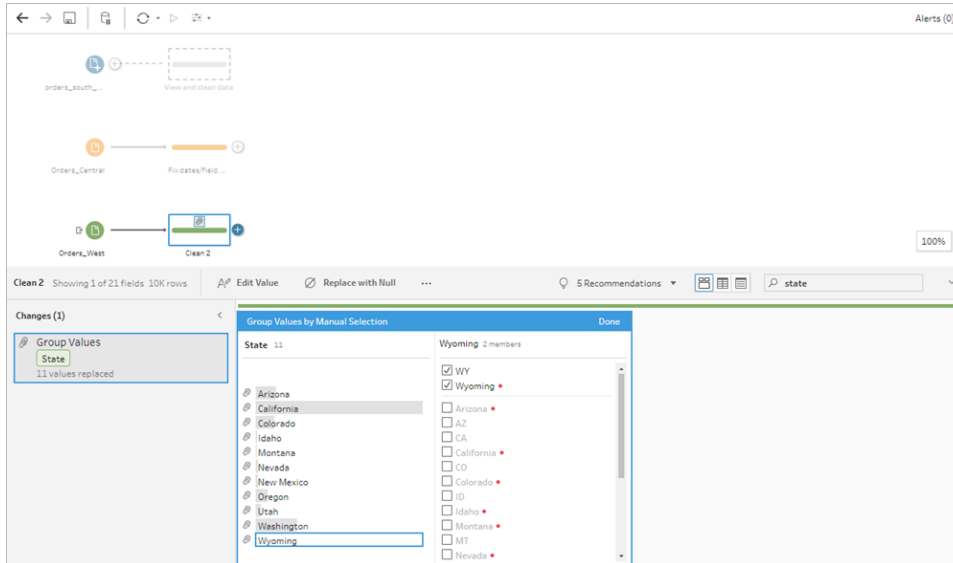 Alerts (0)
orders_south_...
View and clean data
Orders_Central
Fix dates/field ...
Orders_West
Clean 2
100%
Clean 2 Showing 1 of 21 fields 10K rows Edit Value Replace with Null ... 5 Recommendations state
Changes (1)
Group Values by Manual Selection Done
Group Values
State
11 values replaced
State 11
Wyoming 2 members
Arizona
California
Colorado
Idaho
Montana
Nevada
New Mexico
Oregon
Utah
Washington
Wyoming
WY
Wyoming
Arizona
AZ
CA
California
CO
Colorado
ID
Idaho
Montana
MT
Nevada